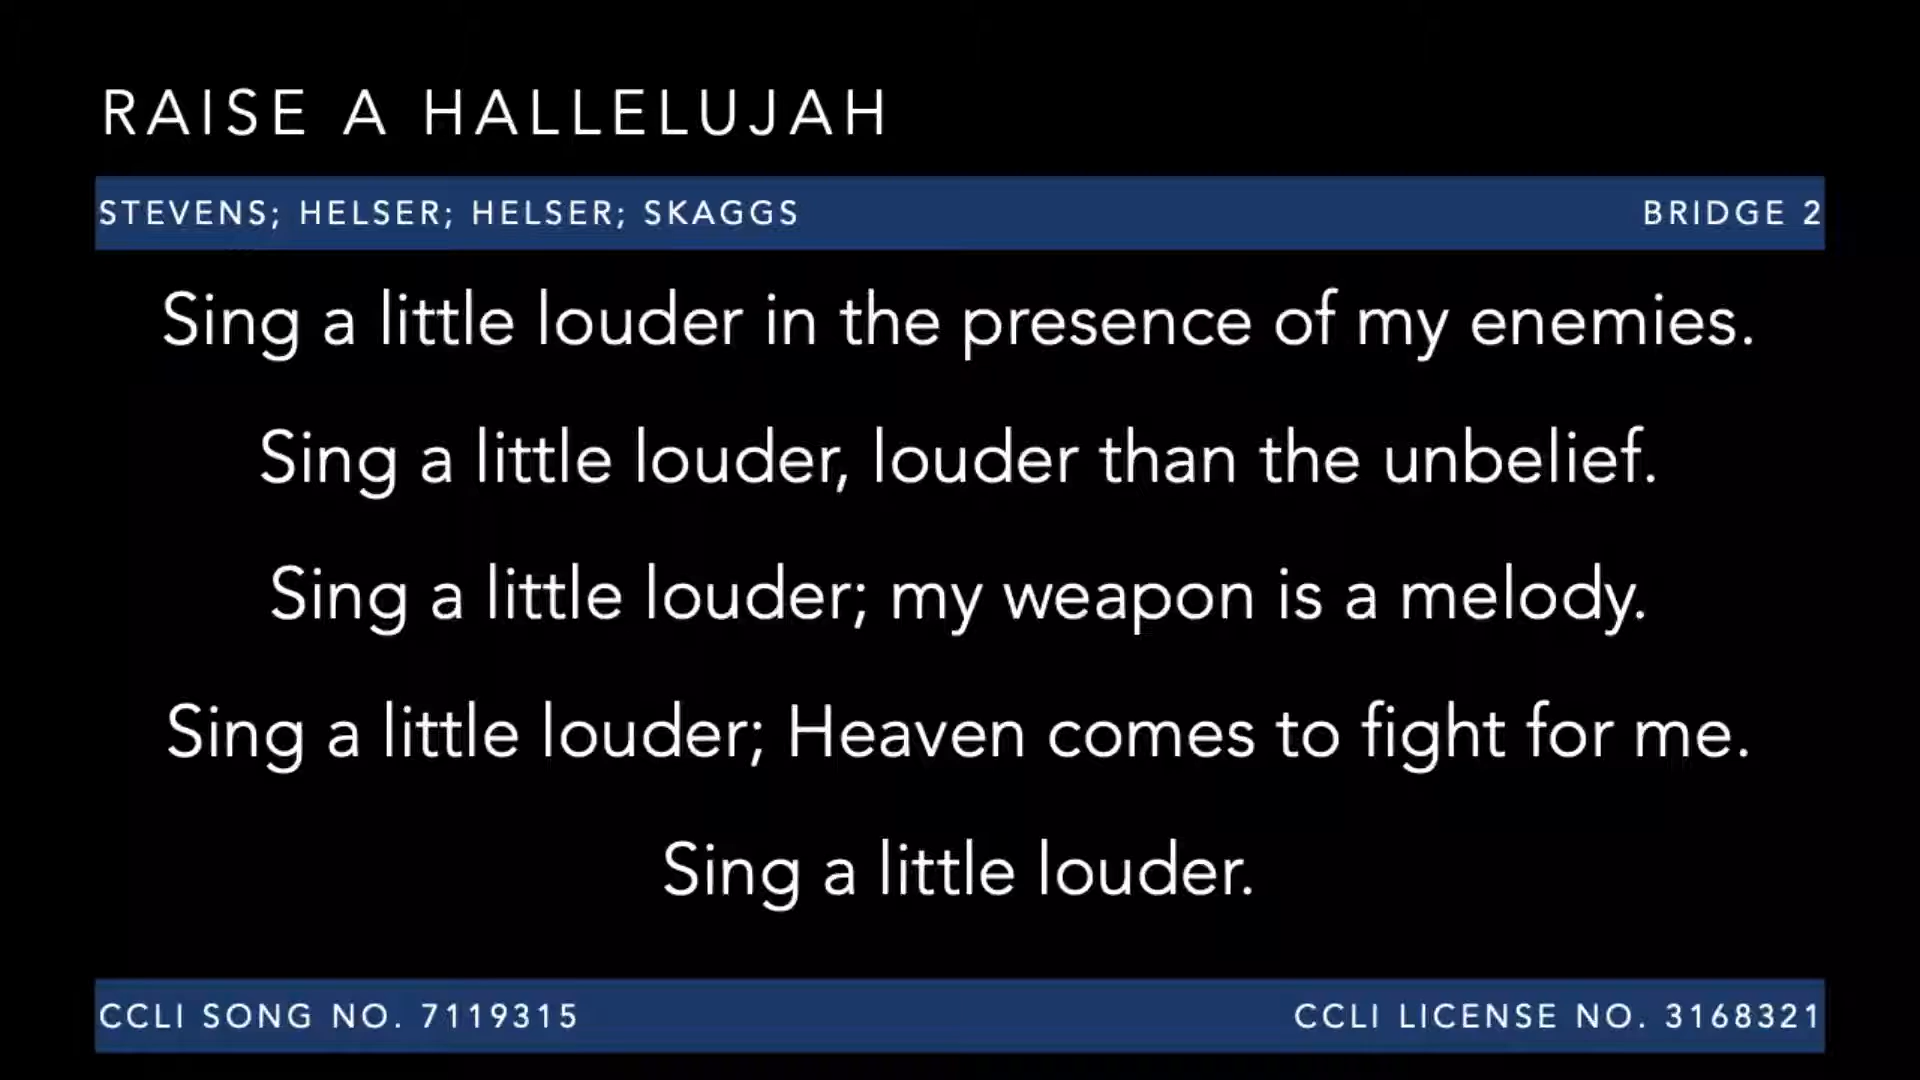 RAISE A HALLELUJAH
STEVENS; HELSER; HELSER; SKAGGS
BRIDGE 2
Sing a little louder in the presence of my enemies.
Sing a little louder, louder than the unbelief.
Sing a little louder; my weapon is a melody.
Sing a little louder; Heaven comes to fight for me.
Sing a little louder.
CCLI SONG NO. 7119315
CCLI LICENSE NO. 3168321